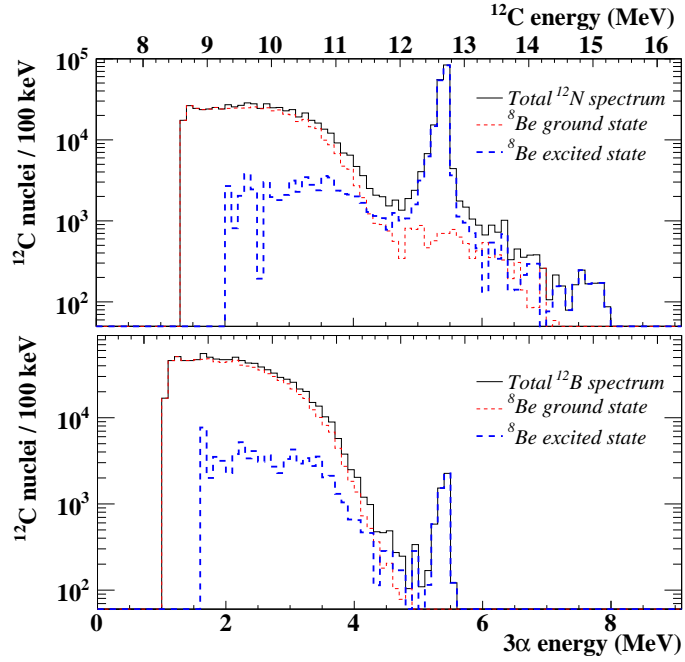 ¹²C energy (MeV)
8 9 10 11 12 13 14 15 16
¹²C nuclei / 100 keV
10⁵
10⁴
10³
10²
Total ¹²N spectrum
⁸Be ground state
⁸Be excited state
¹²C nuclei / 100 keV
10⁴
10³
10²
Total ¹²B spectrum
⁸Be ground state
⁸Be excited state
0 2 4 6 8
3α energy (MeV)